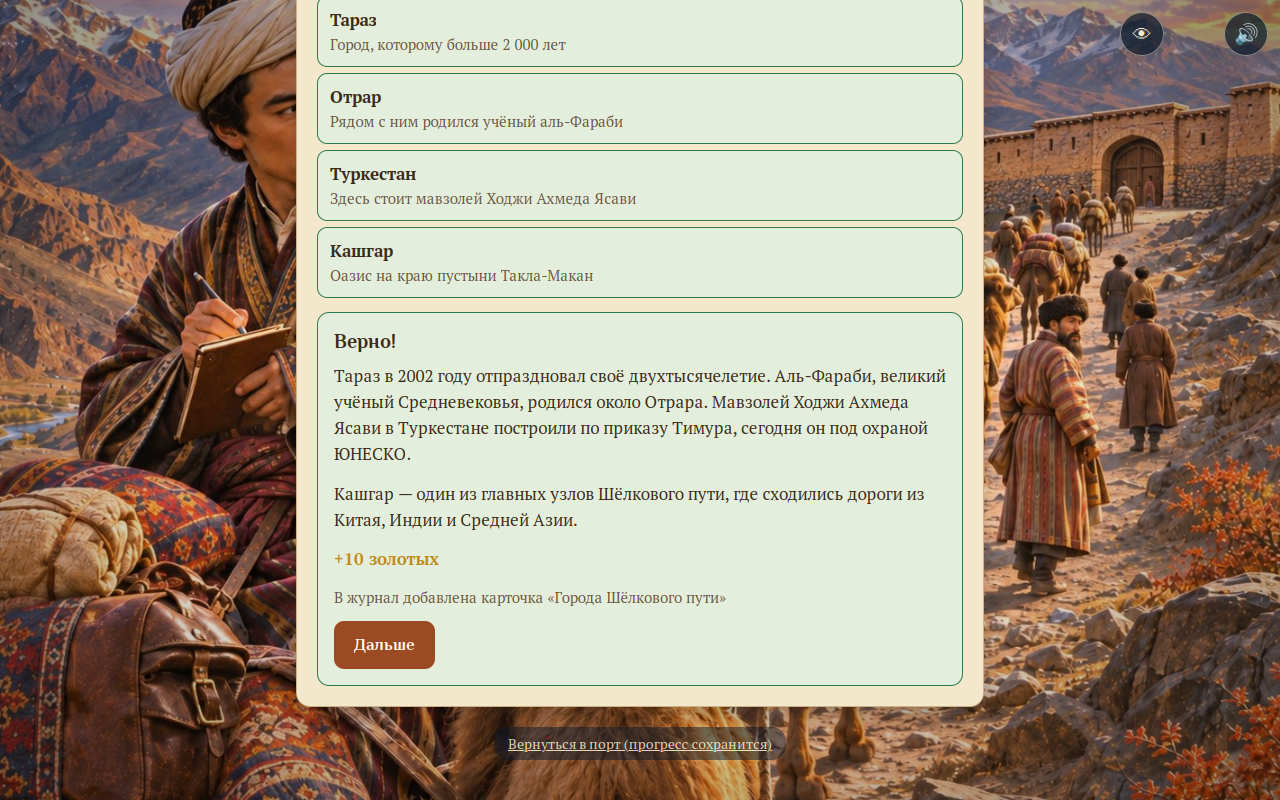 Тараз
Город, которому больше 2 000 лет
Отрар
Рядом с ним родился учёный аль-Фараби
Туркестан
Здесь стоит мавзолей Ходжи Ахмеда Ясави
Кашгар
Оазис на краю пустыни Такла-Макан
Верно!
Тараз в 2002 году отпраздновал своё двухтысячелетие. Аль-Фараби, великий
учёный Средневековья, родился около Отрара. Мавзолей Ходжи Ахмеда
Ясави в Туркестане построили по приказу Тимура, сегодня он под охраной
ЮНЕСКО.
Кашгар — один из главных узлов Шёлкового пути, где сходились дороги из
Китая, Индии и Средней Азии.
+10 золотых
В журнал добавлена карточка «Города Шёлкового пути»
Дальше
Вернуться в порт (прогресс сохранится)